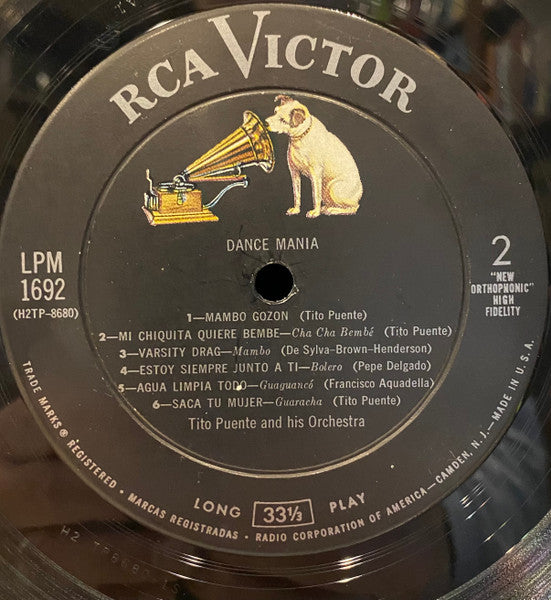 RCA VICTOR
DANCE MANIA
LPM
1692
(H2TP-8680)
2
"NEW
ORTHOPHONIC"
HIGH
FIDELITY
1—MAMBO GOZON (Tito Puente)
2—MI CHIQUITA QUIERE BEMBE—Cha Cha Bembé (Tito Puente)
3—VARSITY DRAG—Mambo (De Sylva-Brown-Henderson)
4—ESTOY SIEMPRE JUNTO A TI—Bolero (Pepe Delgado)
5—AGUA LIMPIA TODO—Guaguancó (Francisco Aquadella)
6—SACA TU MUJER—Guaracha (Tito Puente)
Tito Puente and his Orchestra
LONG 33⅓ PLAY
TRADE MARKS ® REGISTERED • MARCAS REGISTRADAS • RADIO CORPORATION OF AMERICA—CAMDEN, N. J.—MADE IN U.S.A.